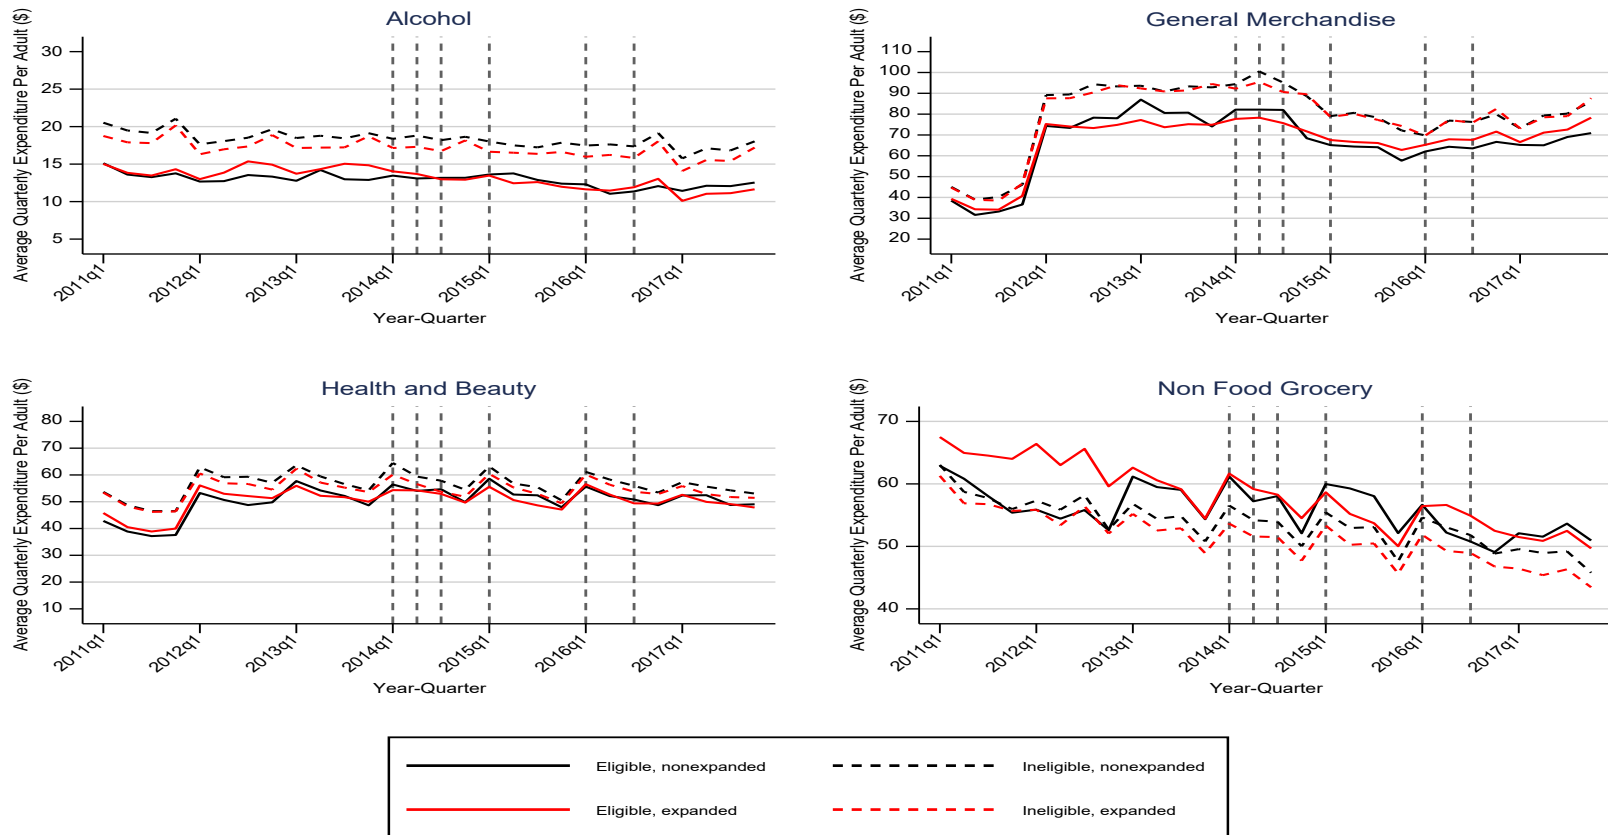 Alcohol
Average Quarterly Expenditure Per Adult ($)
30
25
20
15
10
5
2011q1
2012q1
2013q1
2014q1
2015q1
2016q1
2017q1
Year-Quarter
General Merchandise
Average Quarterly Expenditure Per Adult ($)
110
100
90
80
70
60
50
40
30
20
2011q1
2012q1
2013q1
2014q1
2015q1
2016q1
2017q1
Year-Quarter
Health and Beauty
Average Quarterly Expenditure Per Adult ($)
80
70
60
50
40
30
20
10
2011q1
2012q1
2013q1
2014q1
2015q1
2016q1
2017q1
Year-Quarter
Non Food Grocery
Average Quarterly Expenditure Per Adult ($)
70
60
50
40
2011q1
2012q1
2013q1
2014q1
2015q1
2016q1
2017q1
Year-Quarter
Eligible, nonexpanded
Ineligible, nonexpanded
Eligible, expanded
Ineligible, expanded